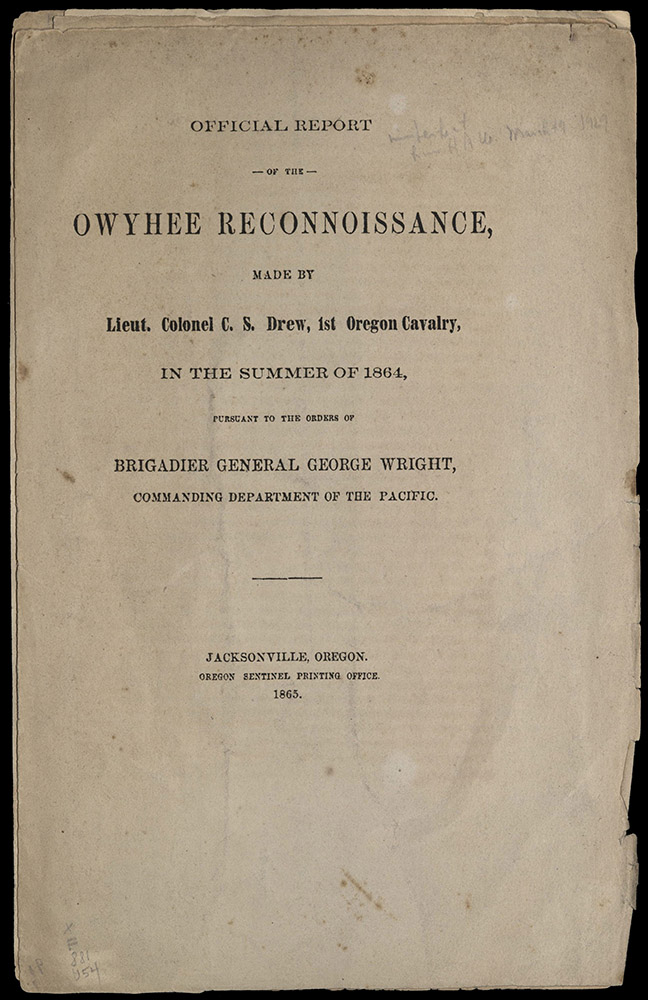 OFFICIAL REPORT
— OF THE —
OWYHEE RECONNOISSANCE,
MADE BY
Lieut. Colonel C. S. Drew, 1st Oregon Cavalry,
IN THE SUMMER OF 1864,
PURSUANT TO THE ORDERS OF
BRIGADIER GENERAL GEORGE WRIGHT,
COMMANDING DEPARTMENT OF THE PACIFIC.
JACKSONVILLE, OREGON.
OREGON SENTINEL PRINTING OFFICE.
1865.
X
881